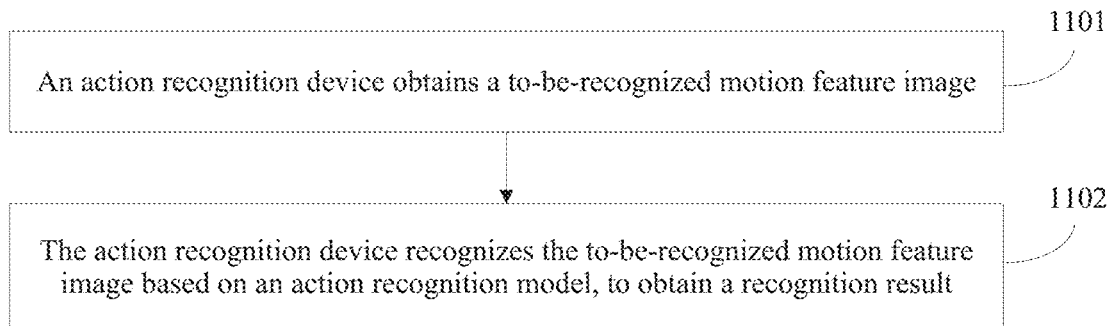 1101
An action recognition device obtains a to-be-recognized motion feature image
1102
The action recognition device recognizes the to-be-recognized motion feature
image based on an action recognition model, to obtain a recognition result